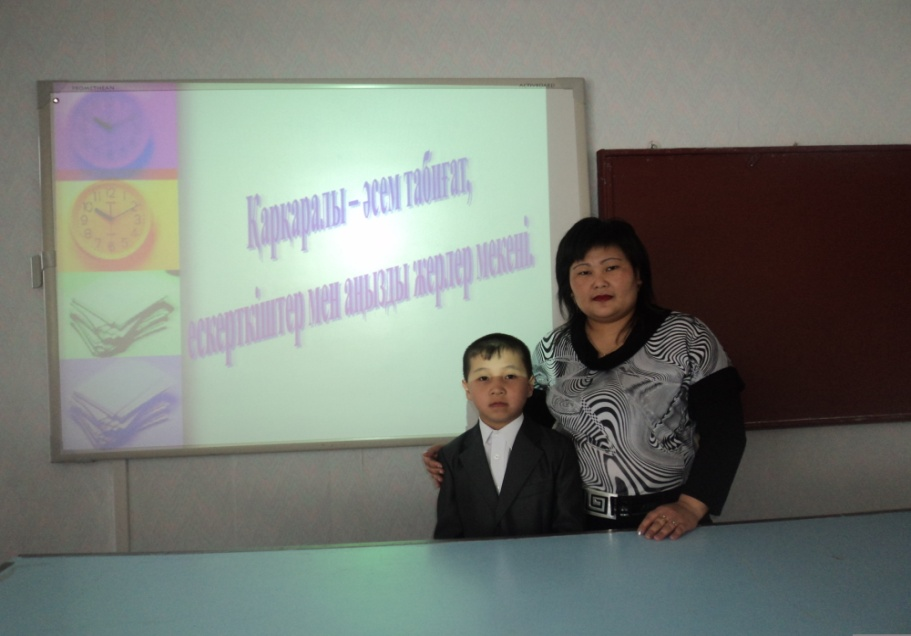 Қарқаралы – әсем табиғат,
ескерткіштер мен аңызды жерлер мекені.